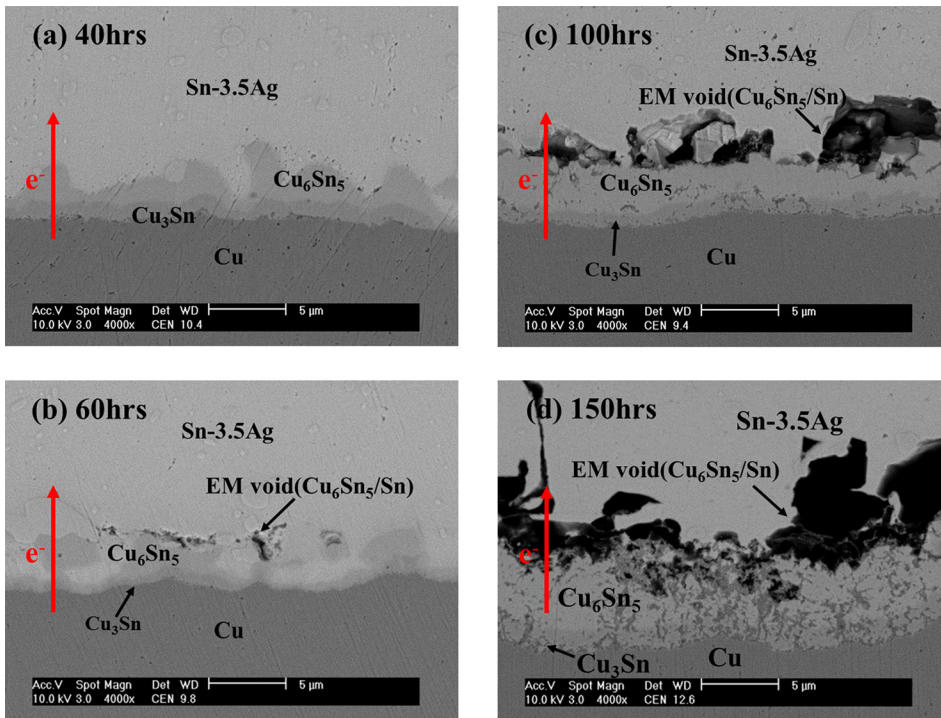 (a) 40hrs
Sn-3.5Ag
e⁻
Cu₆Sn₅
Cu₃Sn
Cu
Acc.V Spot Magn Det WD 5 µm
10.0 kV 3.0 4000x CEN 10.4
(c) 100hrs
Sn-3.5Ag
EM void(Cu₆Sn₅/Sn)
e⁻
Cu₆Sn₅
Cu₃Sn
Cu
Acc.V Spot Magn Det WD 5 µm
10.0 kV 3.0 4000x CEN 9.4
(b) 60hrs
Sn-3.5Ag
EM void(Cu₆Sn₅/Sn)
e⁻
Cu₆Sn₅
Cu₃Sn
Cu
Acc.V Spot Magn Det WD 5 µm
10.0 kV 3.0 4000x CEN 9.8
(d) 150hrs
Sn-3.5Ag
EM void(Cu₆Sn₅/Sn)
e⁻
Cu₆Sn₅
Cu₃Sn
Cu
Acc.V Spot Magn Det WD 5 µm
10.0 kV 3.0 4000x CEN 12.6